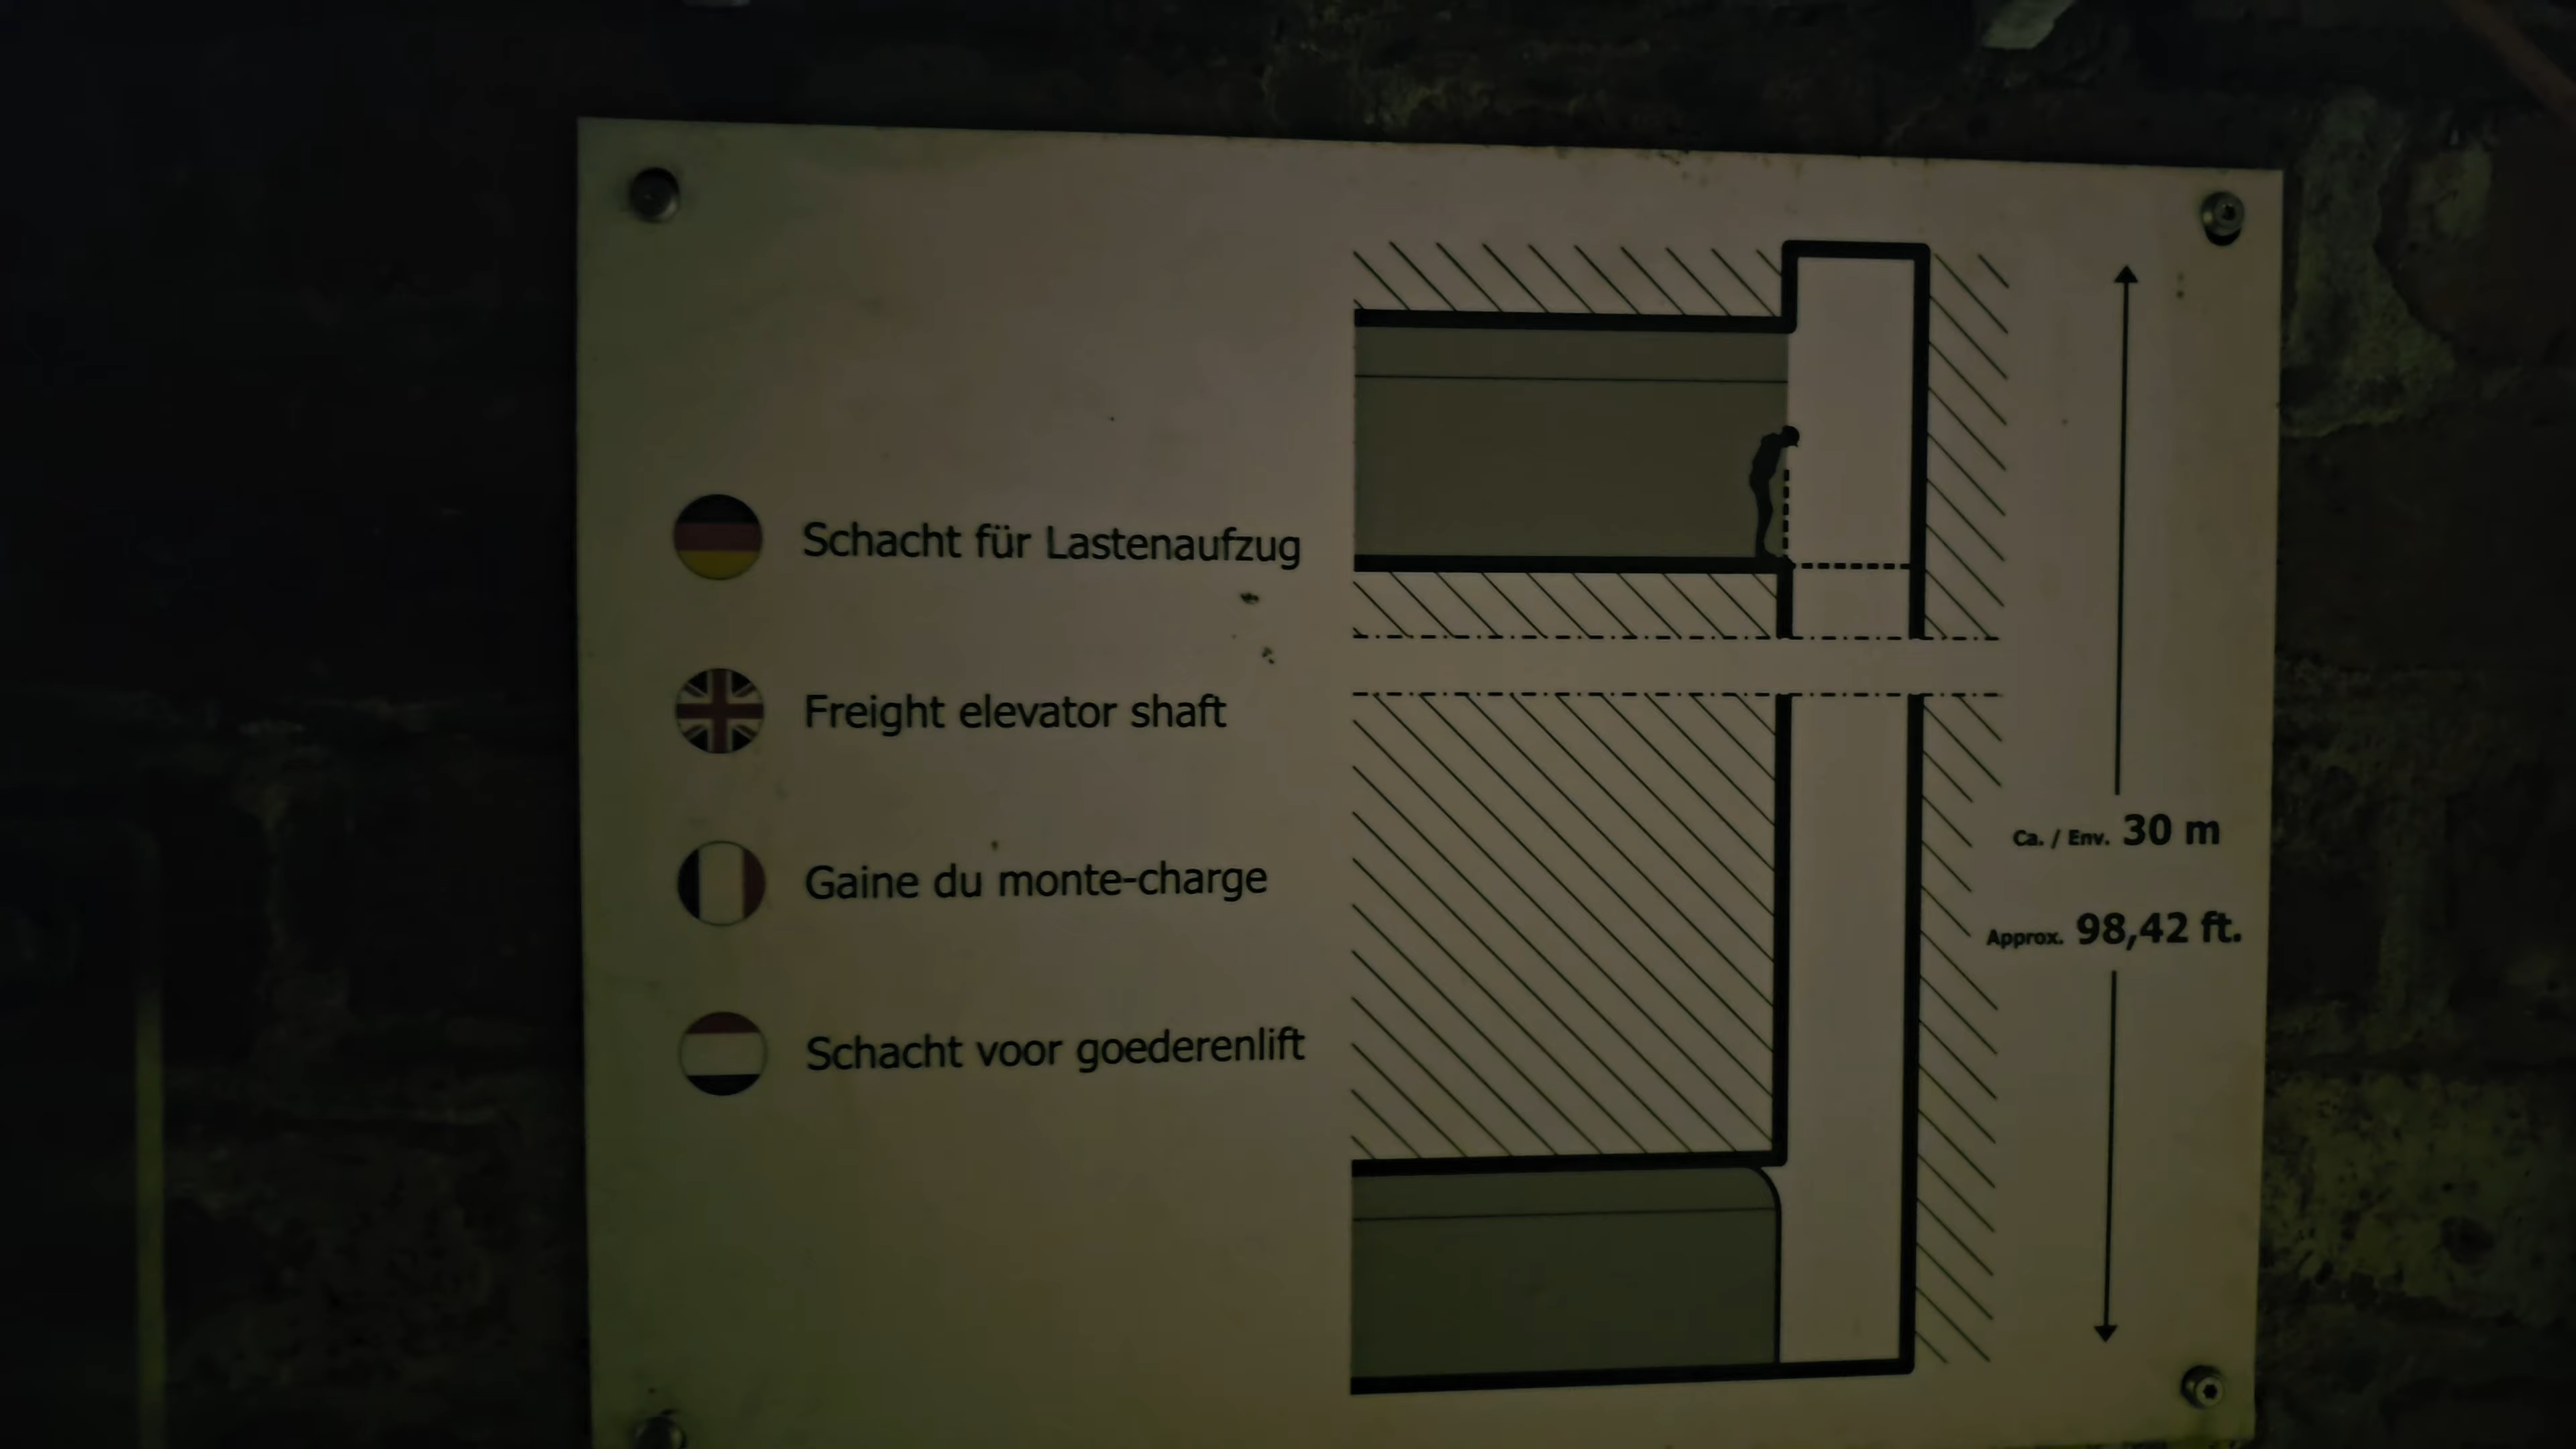 Schacht für Lastenaufzug
Freight elevator shaft
Gaine du monte-charge
Schacht voor goederenlift
Ca. / Env. 30 m
Approx. 98,42 ft.